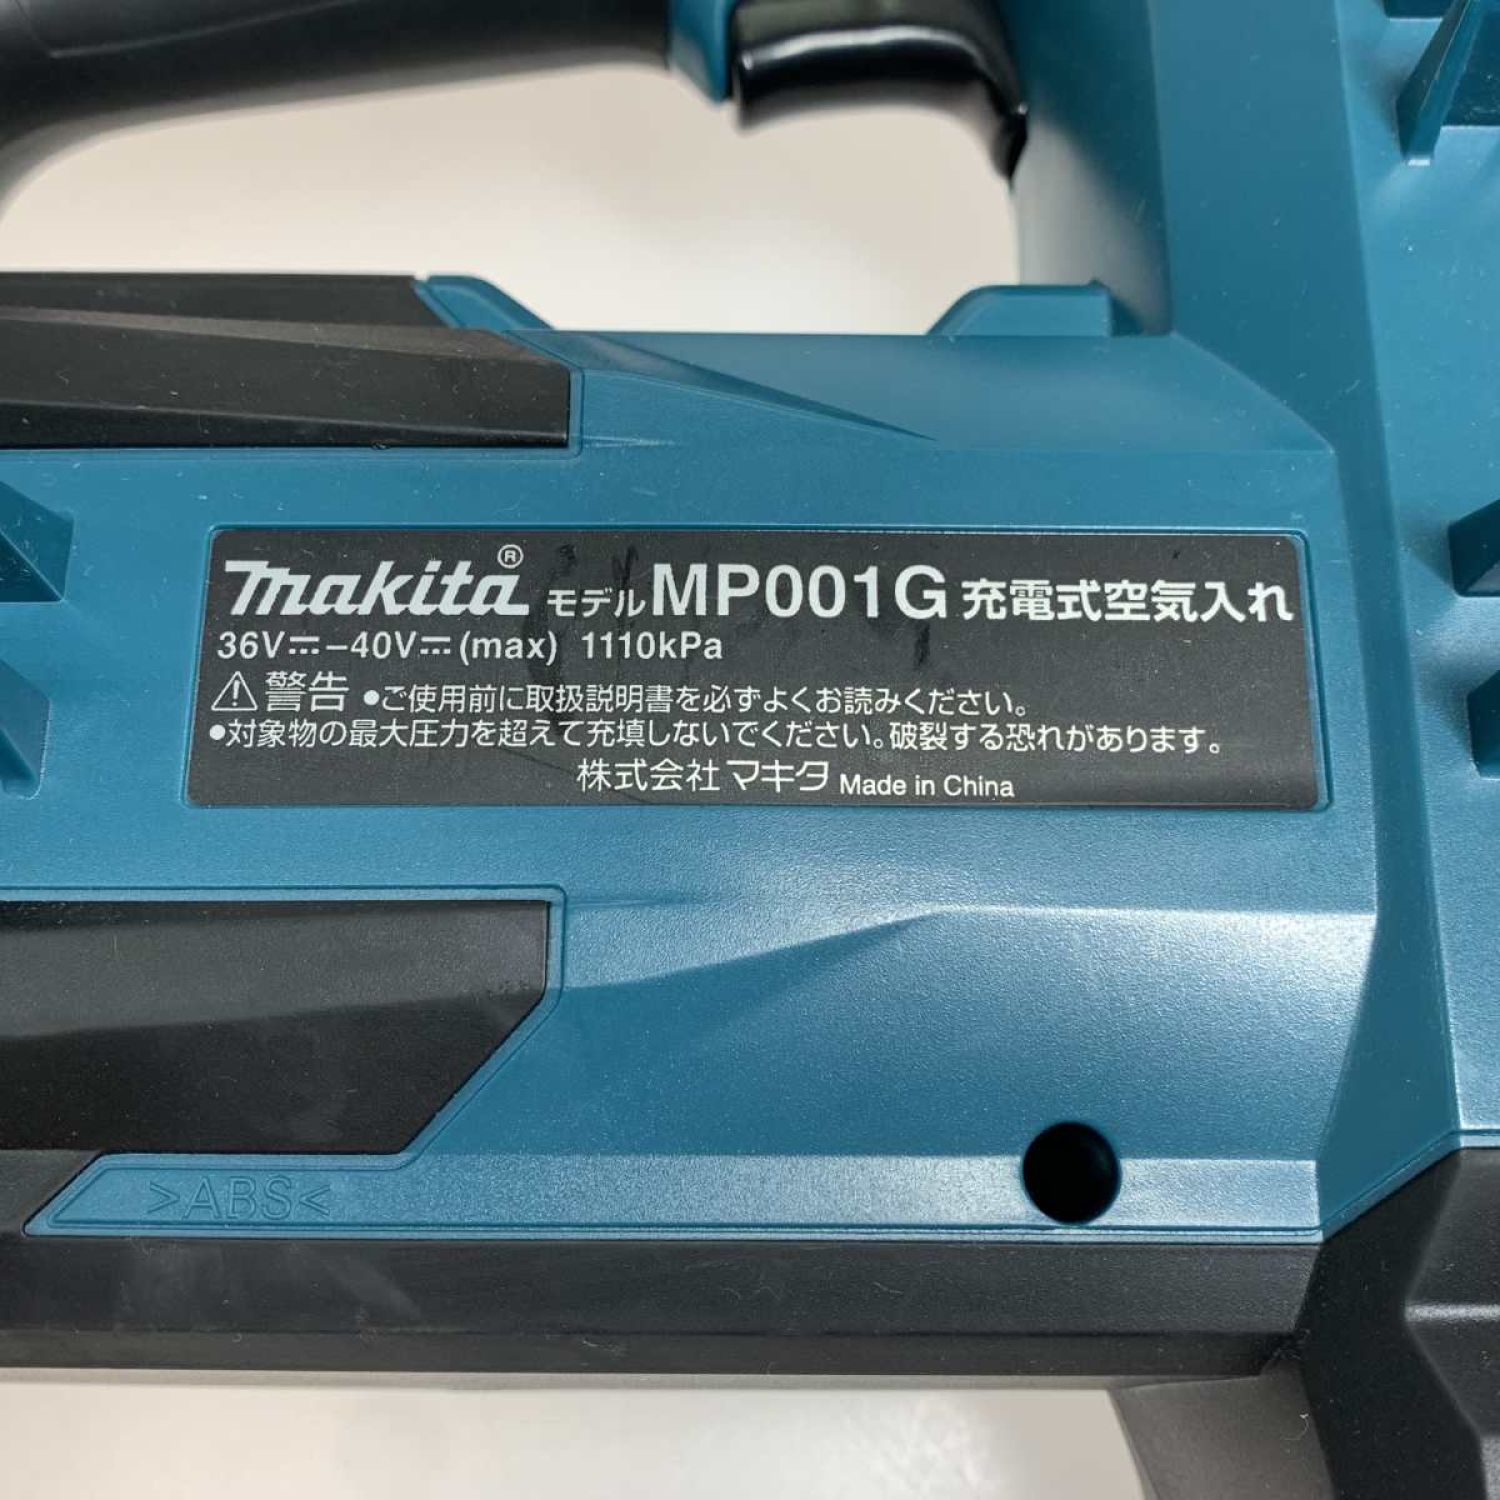 makita® モデル MP001G 充電式空気入れ
36V⎓–40V⎓(max) 1110kPa
⚠警告 ●ご使用前に取扱説明書を必ずよくお読みください。
●対象物の最大圧力を超えて充填しないでください。破裂する恐れがあります。
株式会社マキタ Made in China
>ABS<